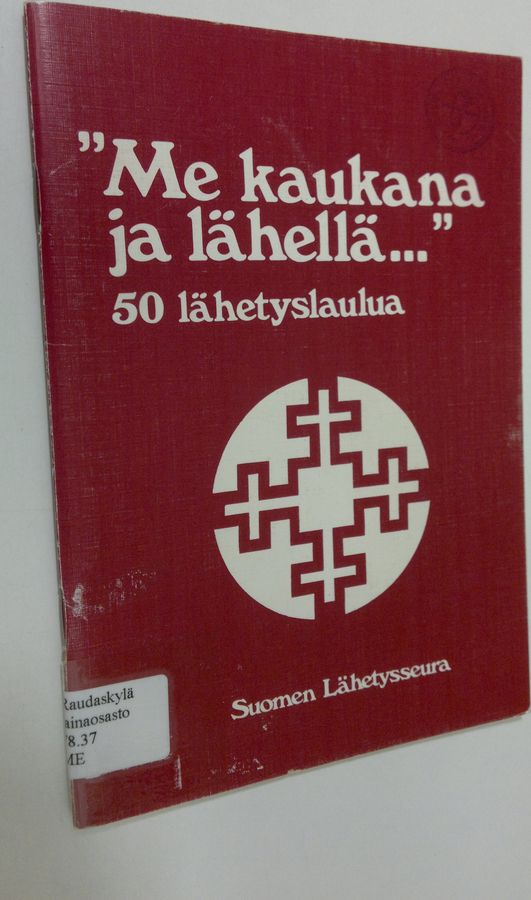 ”Me kaukana
ja lähellä...”
50 lähetyslaulua
Suomen Lähetysseura
Raudaskylä
ainaosasto
78.37
ME